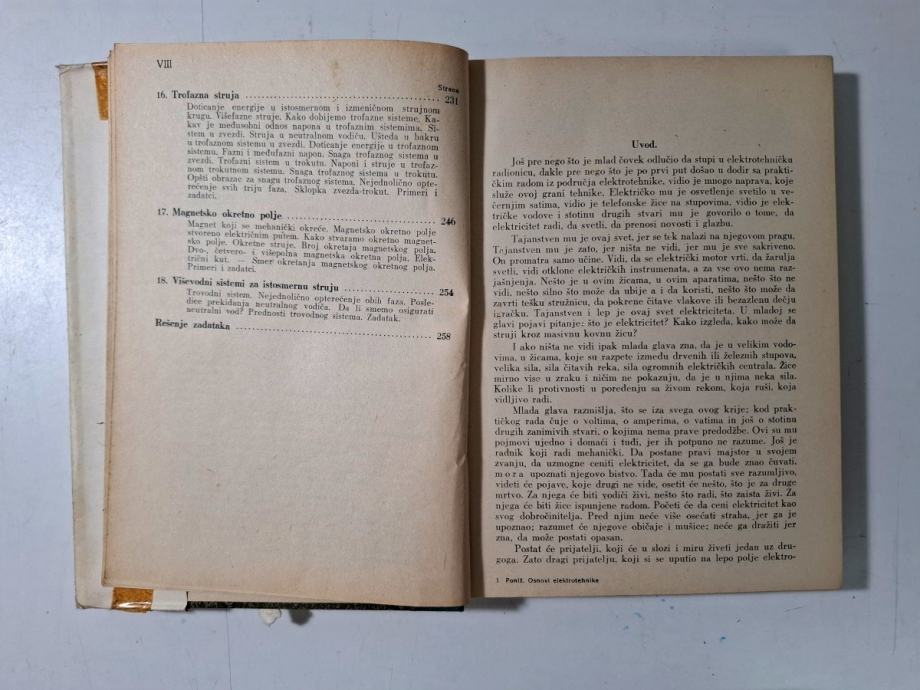 VIII
Strana
16. Trofazna struja 231
Doticanje energije u istosmernom i izmeničnom strujnom
krugu. Višefazne struje. Kako dobijemo trofazne sisteme. Ka-
kav je međusobni odnos napona u trofaznim sistemima. Si-
stem u zvezdi. Struja u neutralnom vodiču. Ušteda u bakru
u trofaznom sistemu u zvezdi. Doticanje energije u trofaznom
sistemu. Fazni i međufazni napon. Snaga trofaznog sistema u
zvezdi. Trofazni sistem u trokutu. Naponi i struje u trofaz-
nom trokutnom sistemu. Snaga trofaznog sistema u trokutu.
Opšti obrazac za snagu trofaznog sistema. Nejednolično opte-
rećenje svih triju faza. Sklopka zvezda-trokut. Primeri i
zadatci.
17. Magnetsko okretno polje 246
Magnet koji se mehanički okreće. Magnetsko okretno polje
stvoreno električnim putem. Kako stvaramo okretno magnet-
sko polje. Okretne struje. Broj okretaja magnetskog polja.
Dvo-, četvero- i višepolna magnetska okretna polja. Elek-
trični kut. — Smer okretanja magnetskog okretnog polja.
Primeri i zadatci.
18. Viševodni sistemi za istosmernu struju 254
Trovodni sistem. Nejednolično opterećenje obih faza. Posle-
dice prekidanja neutralnog vodiča. Da li smemo osigurati
neutralni vod? Prednosti trovodnog sistema. Zadatak.
Rešenje zadataka 258
Uvod.
Još pre nego što je mlad čovek odlučio da stupi u elektrotehničku
radionicu, dakle pre nego što je po prvi put došao u dodir sa prakti-
čkim radom iz područja elektrotehnike, vidio je mnogo naprava, koje
služe ovoj grani tehnike. Električko mu je osvetlenje svetilo u ve-
černjim satima, vidio je telefonske žice na stupovima, vidio je elek-
tričke vodove i stotinu drugih stvari mu je govorilo o tome, da
elektricitet radi, da svetli, da prenosi novosti i glazbu.
Tajanstven mu je ovaj svet, jer se tek nalazi na njegovom pragu.
Tajanstven mu je zato, jer ništa ne vidi, jer mu je sve sakriveno.
On promatra samo učine. Vidi, da se električki motor vrti, da žarulja
svetli, vidi otklone električkih instrumenata, a za sve ovo nema raz-
jašnjenja. Nešto je u ovim žicama, u ovim aparatima, nešto što ne
vidi, nešto silno što može da ubije a i da koristi, nešto što može da
zavrti tešku stružnicu, da pokrene čitave vlakove ili bezazlenu dečju
igračku. Tajanstven i lep je ovaj svet elektriciteta. U mladoj se
glavi pojavi pitanje: što je elektricitet? Kako izgleda, kako može da
struji kroz masivnu kovnu žicu?
I ako ništa ne vidi ipak mlada glava zna, da je u velikim vodo-
vima, u žicama, koje su razpete između drvenih ili železnih stupova,
velika sila, sila čitavih reka, sila ogromnih električkih centrala. Žice
mirno vise u zraku i ničim ne pokazuju, da je u njima neka sila.
Kolike li protivnosti u poređenju sa živom rekom, koja ruši, koja
vidljivo radi.
Mlada glava razmišlja, što se iza svega ovog krije; kod prak-
tičkog rada čuje o voltima, o amperima, o vatima in još o stotinu
drugih zanimivih stvari, o kojima nema prave predodžbe. Ovi su mu
pojmovi ujedno i domaći i tuđi, jer ih potpuno ne razume. Još je
radnik koji radi mehanički. Da postane pravi majstor u svojem
zvanju, da uzmogne ceniti elektricitet, da se ga bude znao čuvati,
mora upoznati njegovo bistvo. Tada će mu postati sve razumljivo,
videti će pojave, koje drugi ne vide, osetit će nešto, što je za druge
mrtvo. Za njega će biti vodiči živi, nešto što radi, što zaista živi. Za
njega će biti žice ispunjene radom. Početi će da ceni elektricitet kao
svog dobročinitelja. Pred njim neće više osećati straha, jer ga je
upoznao; razumet će njegove običaje i mušice; neće ga dražiti jer
zna, da može postati opasan.
Postat će prijatelji, koji će u slozi i miru živeti jedan uz dru-
goga. Zato dragi prijatelju, koji si se uputio na lepo polje elektro-
1 Poniž. Osnovi elektrotehnike